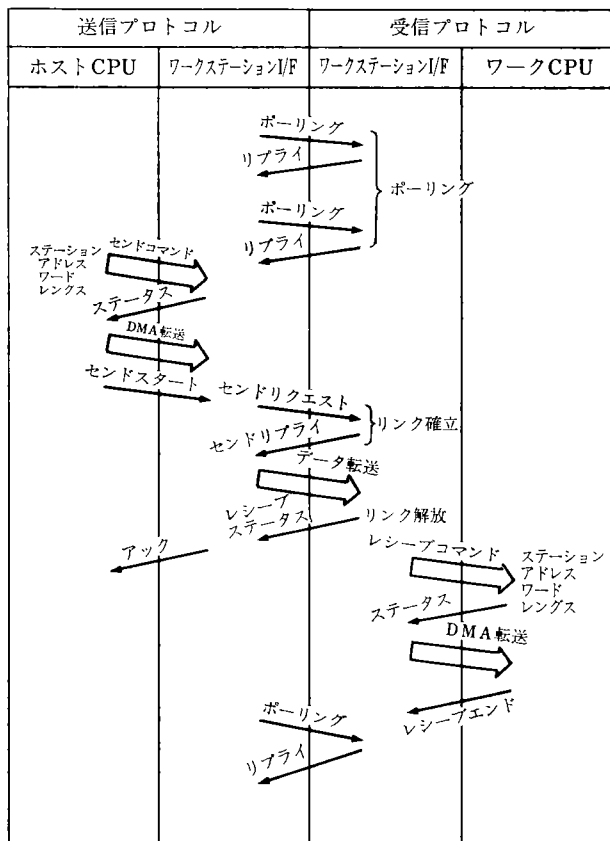 送信プロトコル
受信プロトコル
ホストCPU
ワークステーションI/F
ワークステーションI/F
ワークCPU
ポーリング
リプライ
ポーリング
ポーリング
リプライ
ステーション
アドレス
ワード
レングス
センドコマンド
ステータス
DMA転送
センドスタート
センドリクエスト
センドリプライ
リンク確立
データ転送
レシーブ
ステータス
リンク解放
アック
レシーブコマンド
ステーション
アドレス
ワード
レングス
ステータス
DMA転送
レシーブエンド
ポーリング
リプライ